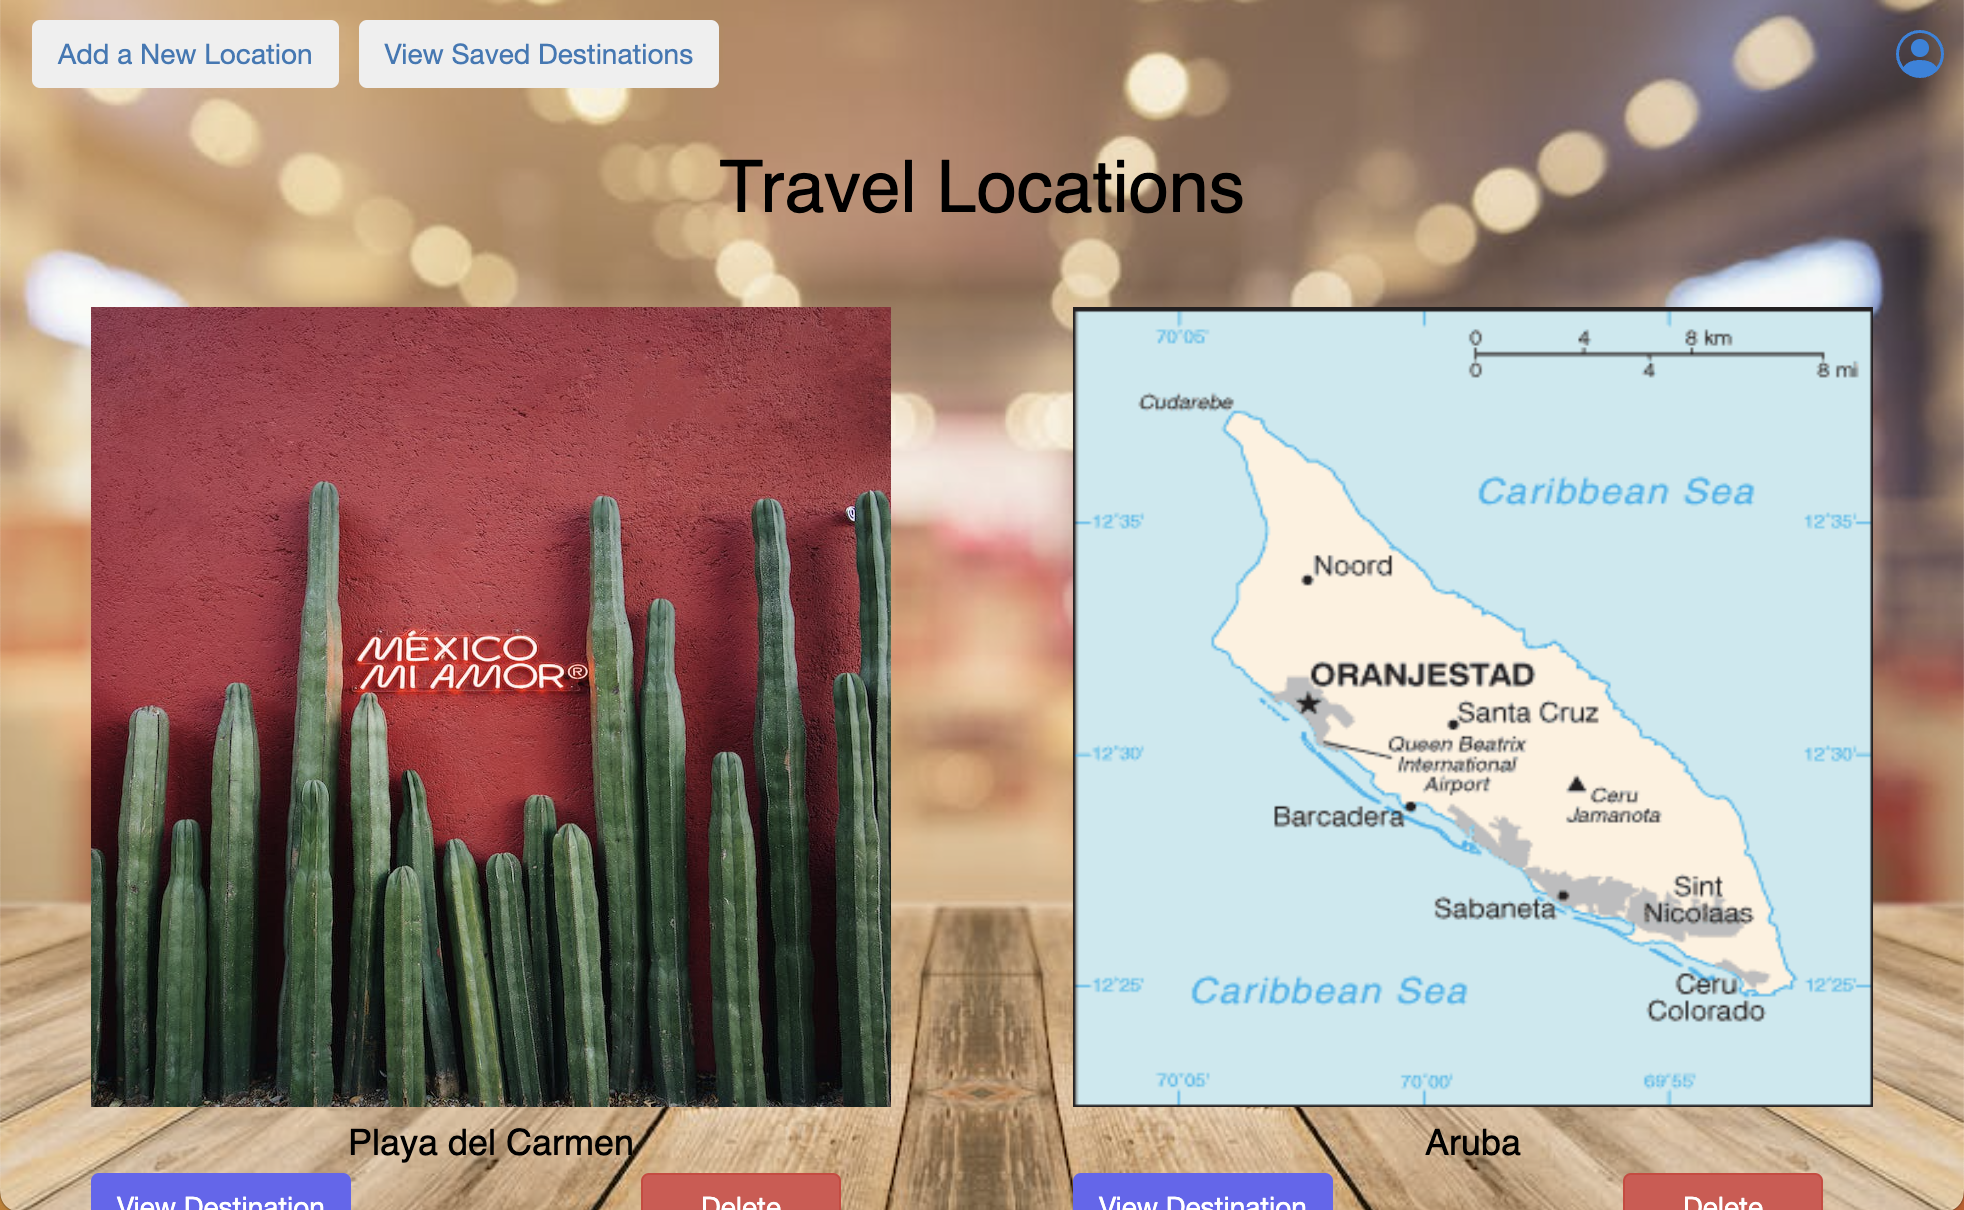 Add a New Location
View Saved Destinations
Travel Locations
MÉXICO
MI AMOR®
Playa del Carmen
View Destination
Delete
70°05'
0 4 8 km
0 4 8 mi
Cudarebe
Caribbean Sea
12°35' 12°35'
Noord
ORANJESTAD
Santa Cruz
Queen Beatrix
International
Airport
12°30' 12°30'
Ceru
Jamanota
Barcadera
Sint
Nicolaas
Sabaneta
Ceru
Colorado
12°25' 12°25'
Caribbean Sea
70°05' 70°00' 69°55'
Aruba
View Destination
Delete